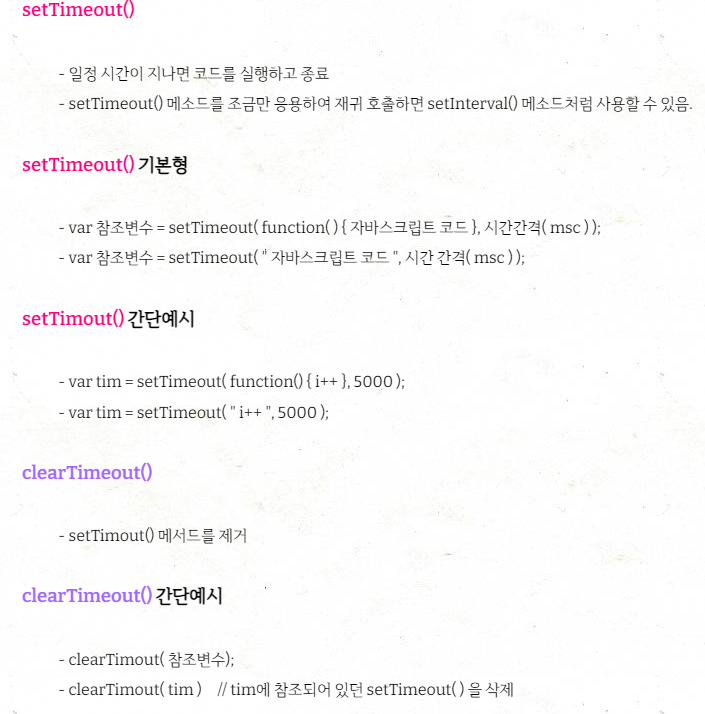 setTimeout()
- 일정 시간이 지나면 코드를 실행하고 종료
- setTimeout() 메소드를 조금만 응용하여 재귀 호출하면 setInterval() 메소드처럼 사용할 수 있음.
setTimeout() 기본형
- var 참조변수 = setTimeout( function( ) { 자바스크립트 코드 }, 시간간격( msc ) );
- var 참조변수 = setTimeout( " 자바스크립트 코드 ", 시간 간격( msc ) );
setTimout() 간단예시
- var tim = setTimeout( function() { i++ }, 5000 );
- var tim = setTimeout( " i++ ", 5000 );
clearTimeout()
- setTimout() 메서드를 제거
clearTimeout() 간단예시
- clearTimout( 참조변수);
- clearTimout( tim ) // tim에 참조되어 있던 setTimeout( ) 을 삭제